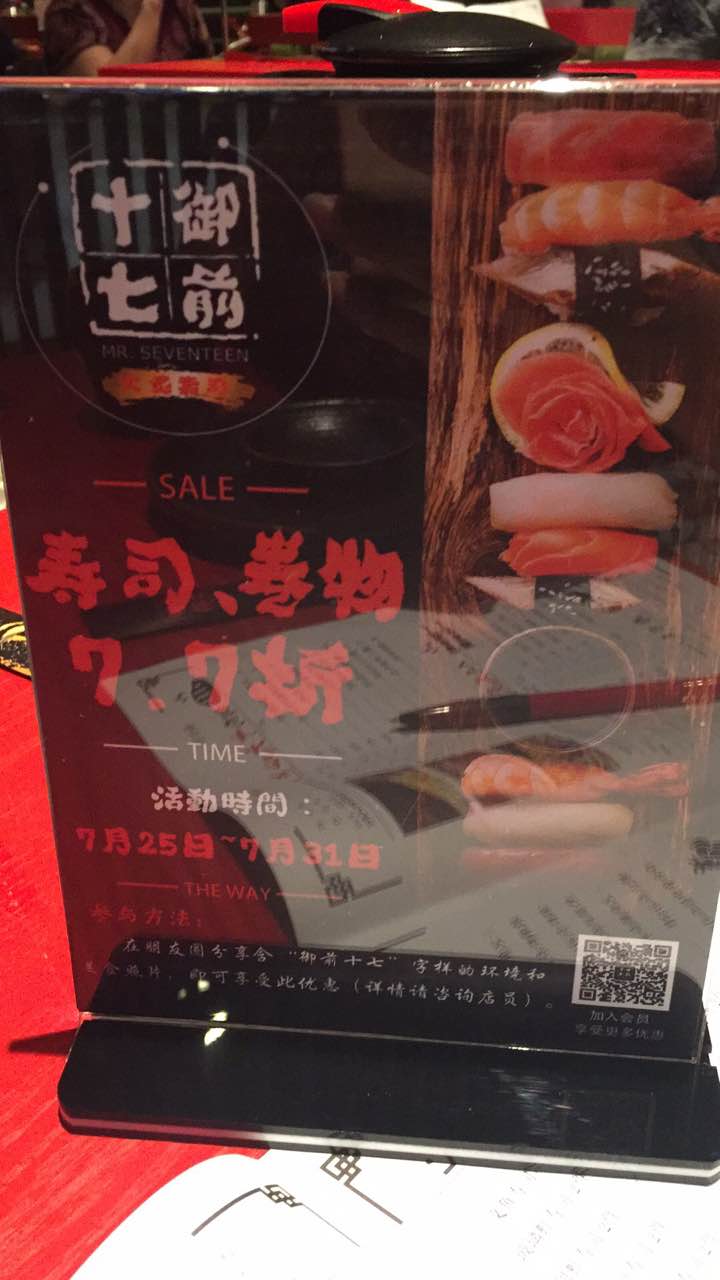 御前
十七
MR. SEVENTEEN
SALE
寿司、卷物
7.7折
TIME
活動時間：
7月25日~7月31日
THE WAY
参与方法：
在朋友圈分享含“御前十七”字样的环境和
美食照片，即可享受此优惠（详情请咨询店员）。
加入会员
享受更多优惠